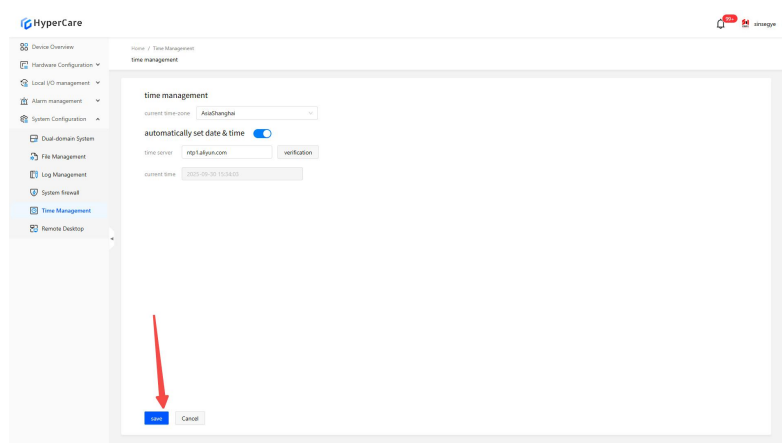 HyperCare
99+
sinsegye
Device Overview
Hardware Configuration
Local I/O management
Alarm management
System Configuration
Dual-domain System
File Management
Log Management
System firewall
Time Management
Remote Desktop
Home / Time Management
time management
time management
current time-zone AsiaShanghai
automatically set date & time
time server ntp1.aliyun.com verification
current time
save Cancel